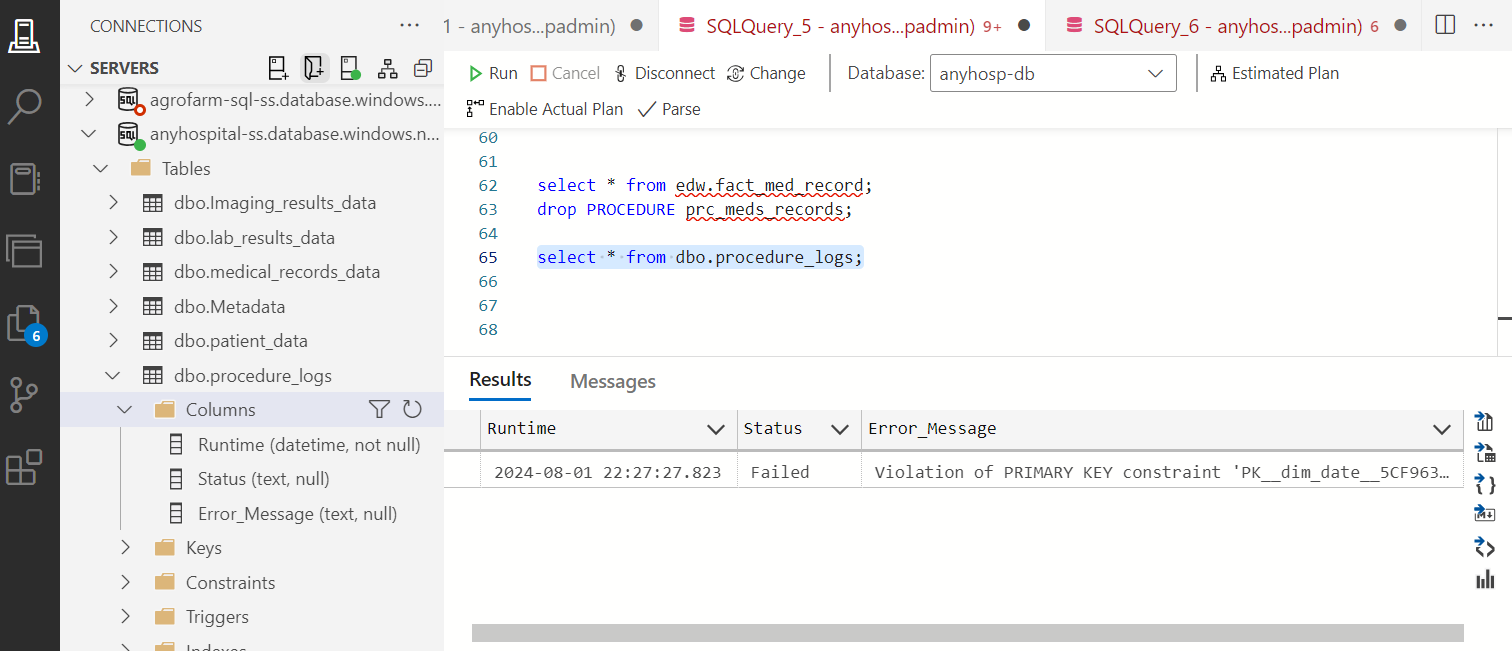 CONNECTIONS
SERVERS
agrofarm-sql-ss.database.windows....
anyhospital-ss.database.windows.n...
Tables
dbo.Imaging_results_data
dbo.lab_results_data
dbo.medical_records_data
dbo.Metadata
dbo.patient_data
dbo.procedure_logs
Columns
Runtime (datetime, not null)
Status (text, null)
Error_Message (text, null)
Keys
Constraints
Triggers
Indexes
6
1 - anyhos...padmin)
SQLQuery_5 - anyhos...padmin) 9+
SQLQuery_6 - anyhos...padmin) 6
Run Cancel Disconnect Change Database: anyhosp-db Estimated Plan
Enable Actual Plan Parse
60
61
62 select * from edw.fact_med_record;
63 drop PROCEDURE prc_meds_records;
64
65 select * from dbo.procedure_logs;
66
67
68
Results Messages
Runtime Status Error_Message
2024-08-01 22:27:27.823 Failed Violation of PRIMARY KEY constraint 'PK__dim_date__5CF963...